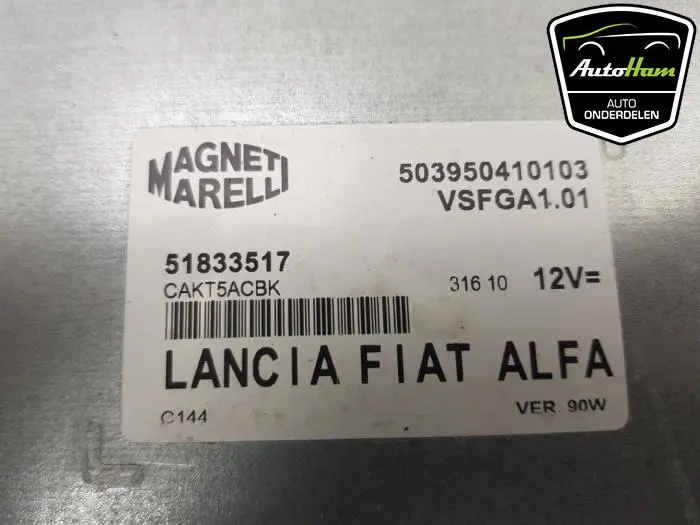 AutoHam
AUTO
ONDERDELEN
MAGNETI
MARELLI
503950410103
VSFGA1.01
51833517
CAKT5ACBK
316 10 12V=
LANCIA FIAT ALFA
C144
VER. 90W